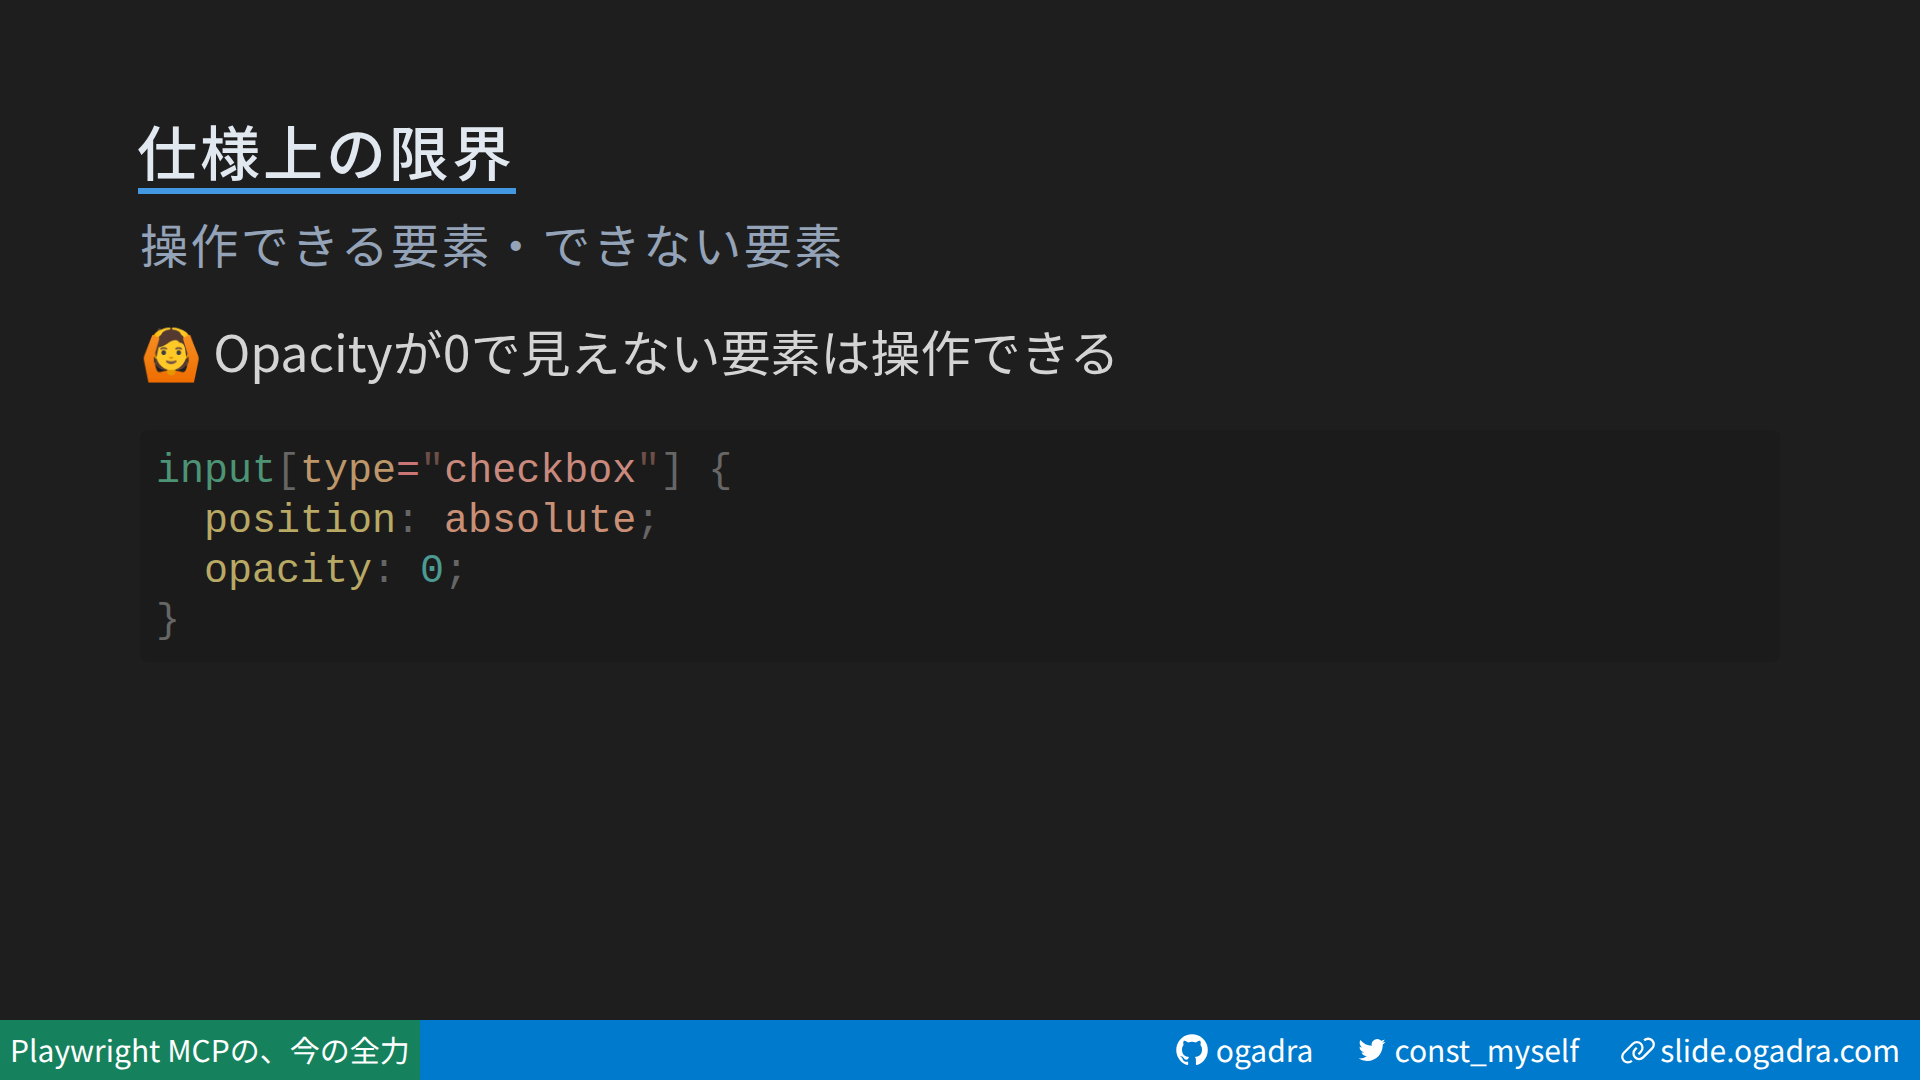 仕様上の限界
操作できる要素・できない要素
🙆 Opacityが0で見えない要素は操作できる
input[type="checkbox"] {
  position: absolute;
  opacity: 0;
}
Playwright MCPの、今の全力
ogadra
const_myself
slide.ogadra.com